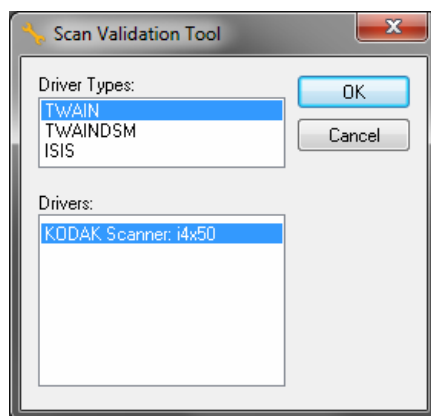 Scan Validation Tool
Driver Types:
TWAIN
TWAINDSM
ISIS
OK
Cancel
Drivers:
KODAK Scanner: i4x50